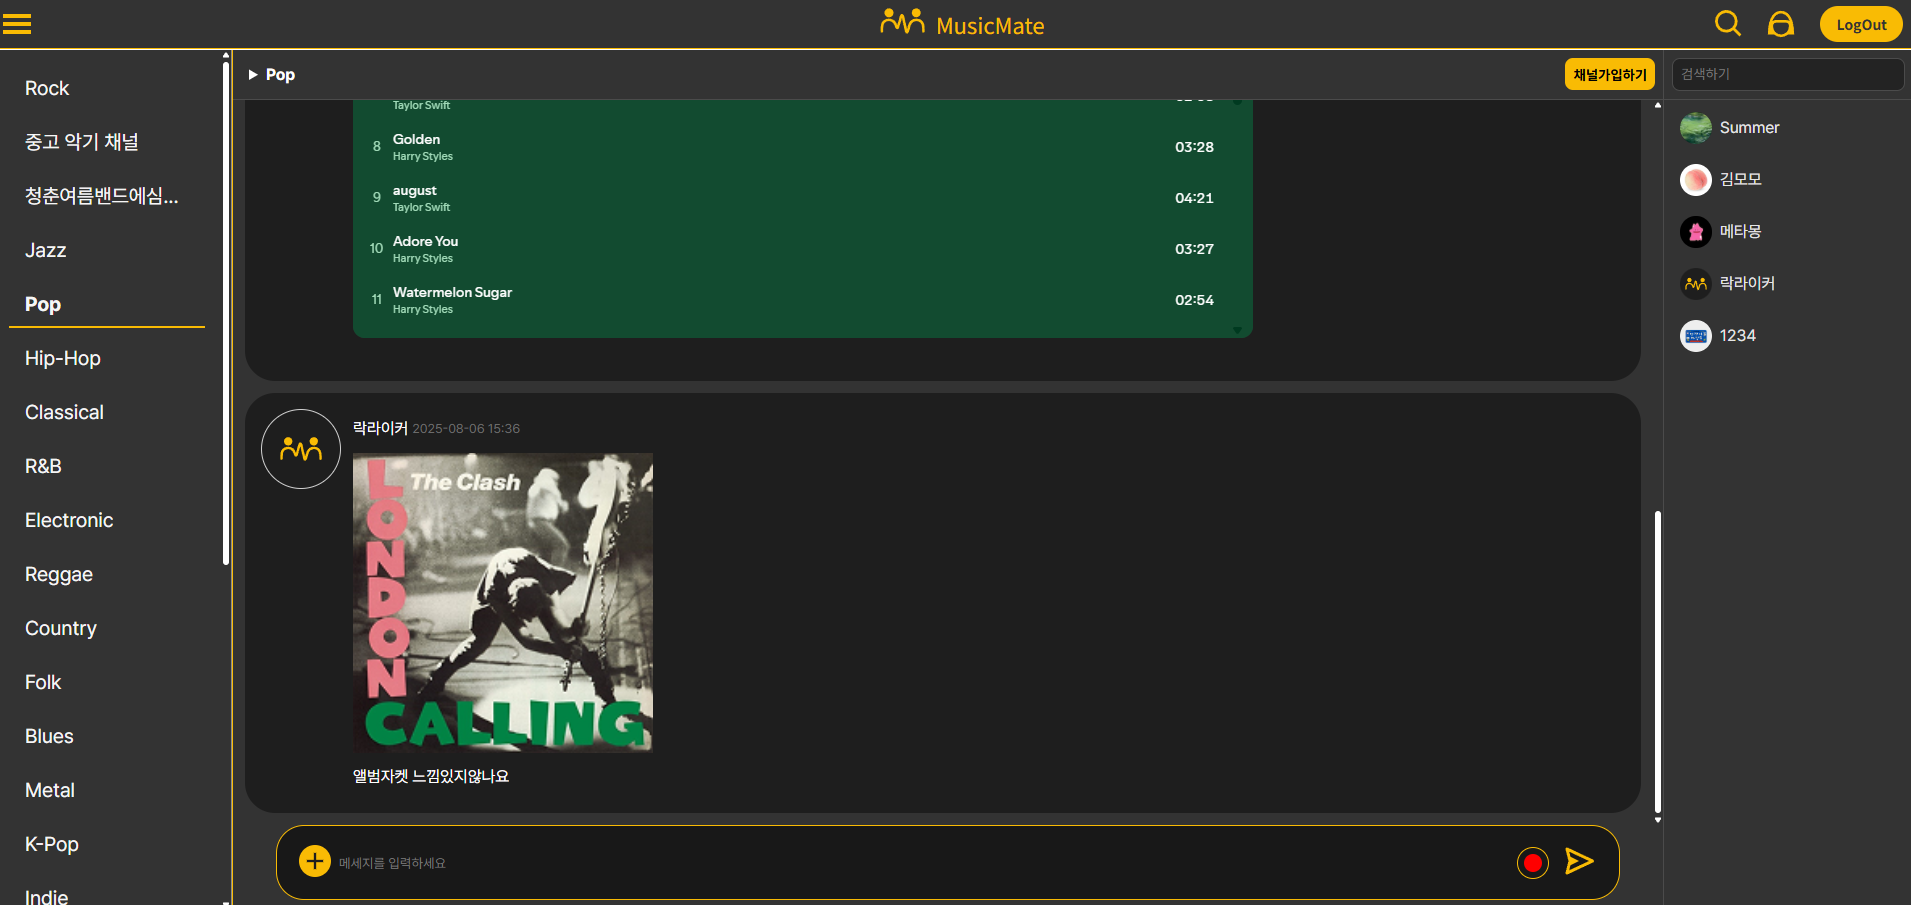 MusicMate
LogOut
Rock
중고 악기 채널
청춘여름밴드에심...
Jazz
Pop
Hip-Hop
Classical
R&B
Electronic
Reggae
Country
Folk
Blues
Metal
K-Pop
Indie
Pop
채널가입하기
Taylor Swift
8 Golden 03:28
Harry Styles
9 august 04:21
Taylor Swift
10 Adore You 03:27
Harry Styles
11 Watermelon Sugar 02:54
Harry Styles
락라이커 2025-08-06 15:36
The Clash
LONDON
CALLING
앨범자켓 느낌있지않나요
메세지를 입력하세요
검색하기
Summer
김모모
메타몽
락라이커
1234